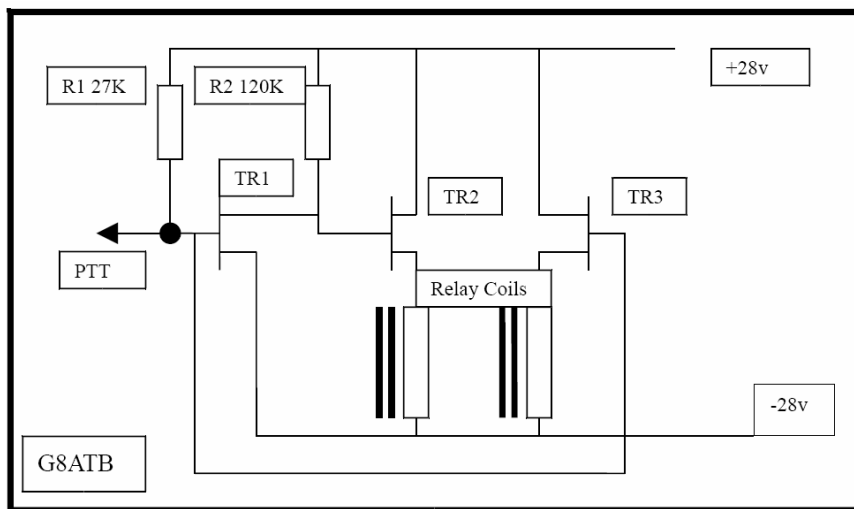 R1 27K
R2 120K
+28v
TR1
TR2
TR3
PTT
Relay Coils
-28v
G8ATB